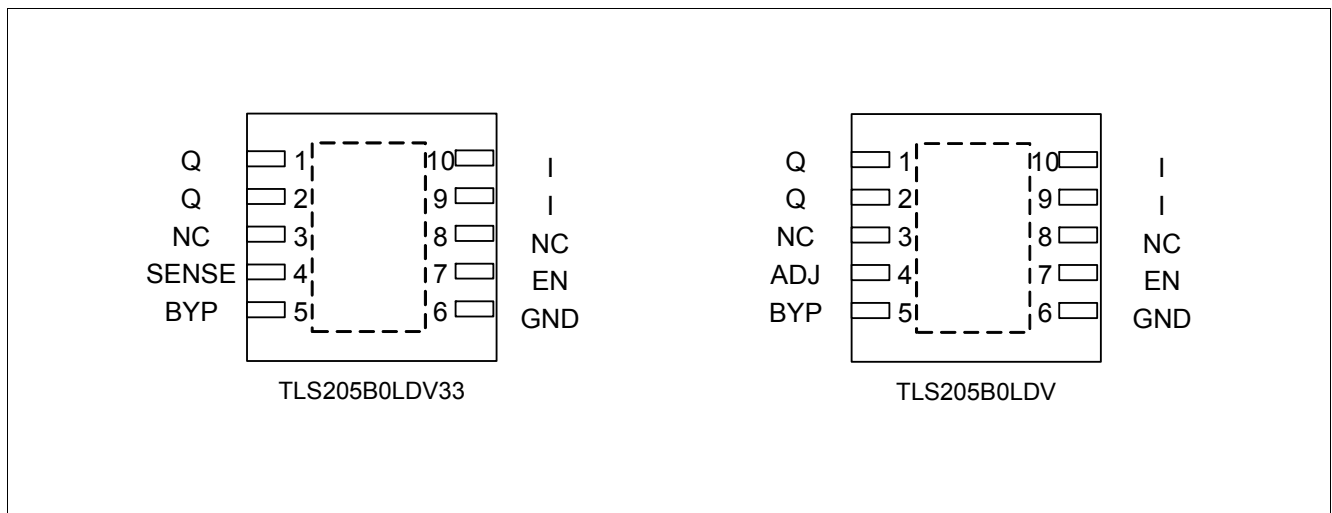 Q 1 10 I
Q 2 9 I
NC 3 8 NC
SENSE 4 7 EN
BYP 5 6 GND
TLS205B0LDV33
Q 1 10 I
Q 2 9 I
NC 3 8 NC
ADJ 4 7 EN
BYP 5 6 GND
TLS205B0LDV